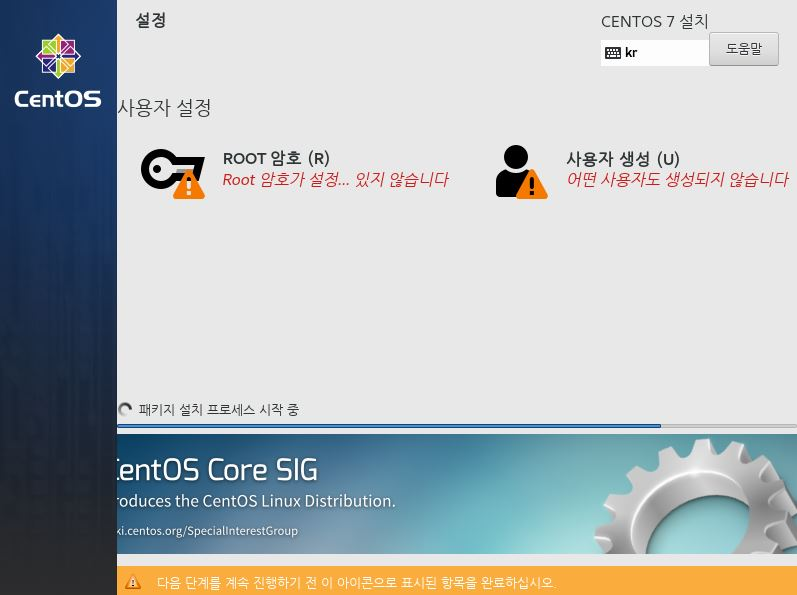 설정
CENTOS 7 설치
kr
도움말
CentOS
사용자 설정
ROOT 암호 (R)
Root 암호가 설정... 있지 않습니다
사용자 생성 (U)
어떤 사용자도 생성되지 않습니다
패키지 설치 프로세스 시작 중
CentOS Core SIG
roduces the CentOS Linux Distribution.
ki.centos.org/SpecialInterestGroup
다음 단계를 계속 진행하기 전 이 아이콘으로 표시된 항목을 완료하십시오.